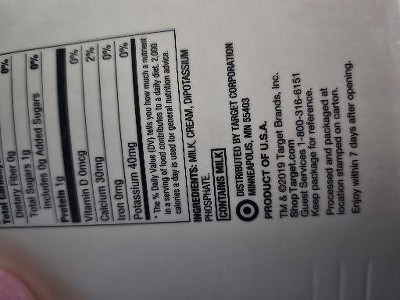 0%
Dietary Fiber 0g 0%
Total Sugars 1g
Includes 0g Added Sugars 0%
Protein 1g
Vitamin D 0mcg 0%
Calcium 30mg 2%
Iron 0mg 0%
Potassium 40mg 0%
* The % Daily Value (DV) tells you how much a nutrient
in a serving of food contributes to a daily diet. 2,000
calories a day is used for general nutrition advice.
INGREDIENTS: MILK, CREAM, DIPOTASSIUM
PHOSPHATE.
CONTAINS MILK
DISTRIBUTED BY TARGET CORPORATION
MINNEAPOLIS, MN 55403
PRODUCT OF U.S.A.
TM & ©2019 Target Brands, Inc.
Shop Target.com
Guest Services 1-800-316-6151
Keep package for reference.
Processed and packaged at
location stamped on carton.
Enjoy within 7 days after opening.